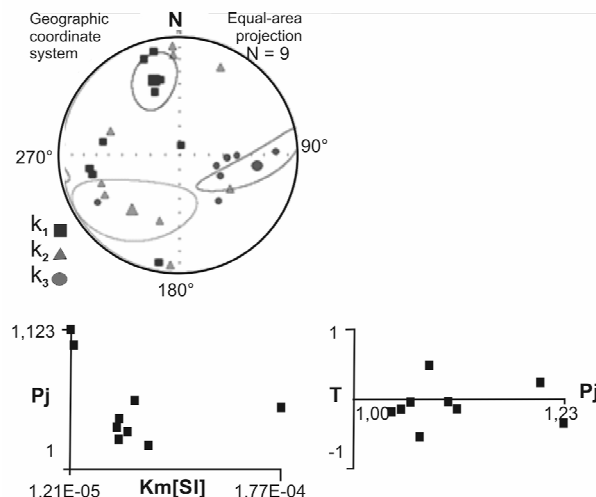 Geographic
coordinate
system
N
Equal-area
projection
N = 9
270°
90°
180°
k₁
k₂
k₃
1,123
Pj
1
1.21E-05
Km[SI]
1.77E-04
1
T
-1
1,00
1,23
Pj